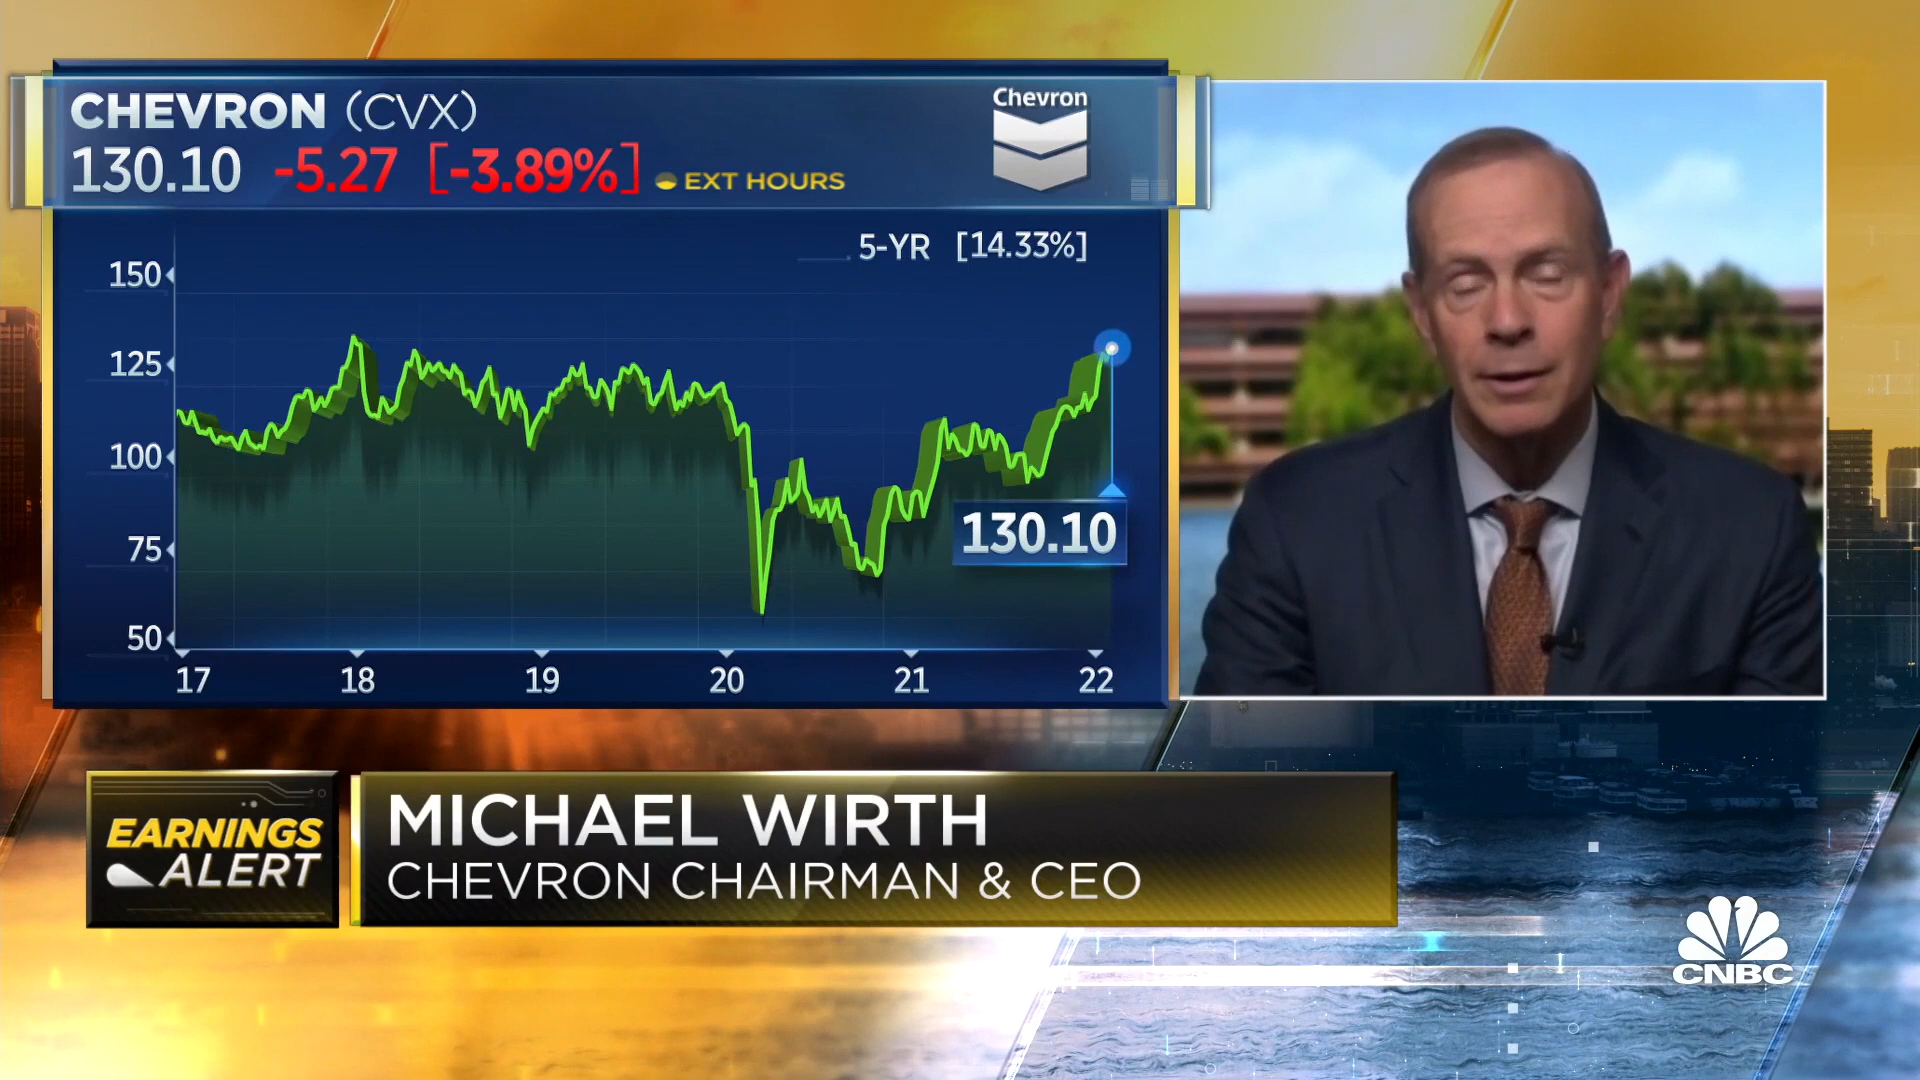 CHEVRON (CVX)
130.10 -5.27 [-3.89%] EXT HOURS
Chevron
5-YR [14.33%]
150
125
100
75
50
130.10
17 18 19 20 21 22
EARNINGS
ALERT
MICHAEL WIRTH
CHEVRON CHAIRMAN & CEO
CNBC